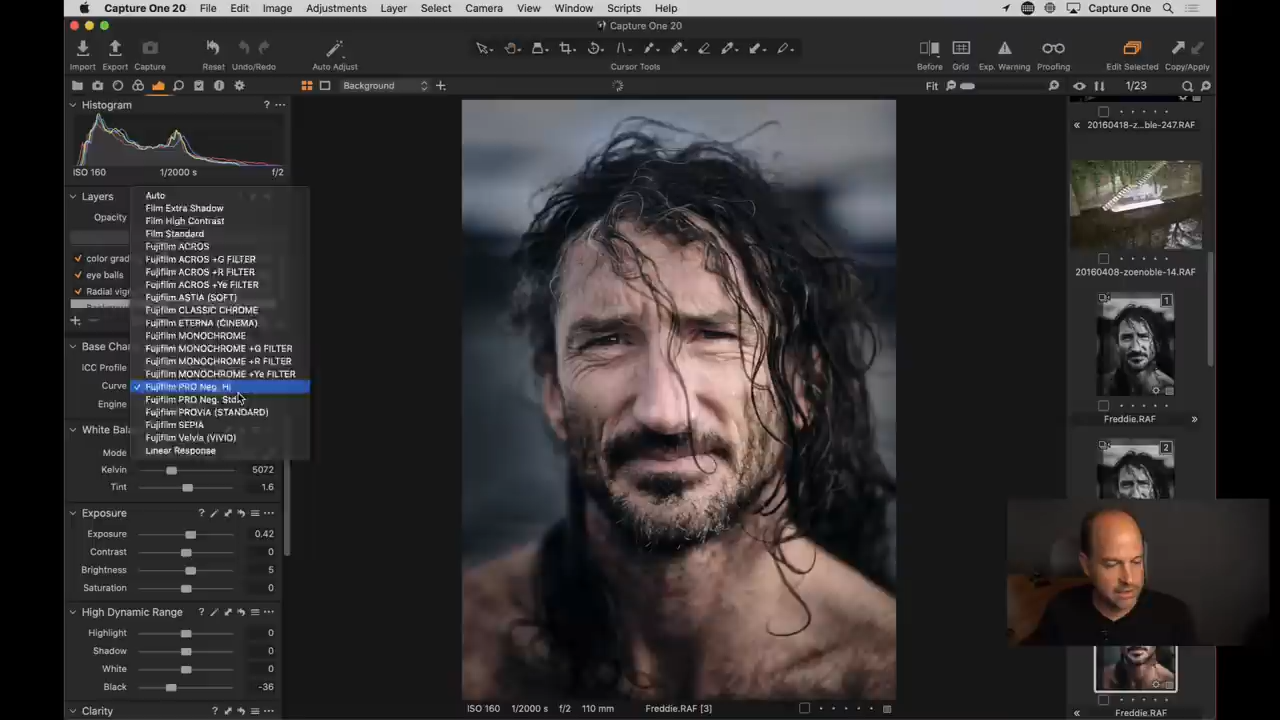 Capture One 20 File Edit Image Adjustments Layer Select Camera View Window Scripts Help Capture One
Capture One
Import Export Capture Reset Undo/Redo Auto Adjust Cursor Tools Before Grid Exp. Warning Proofing Edit Selected Copy/Apply
Background Fit 1/23
Histogram ? ...
ISO 160 1/2000 s f/2
Layers
Opacity
color grad
eye balls
Radial vig
Base Cha
ICC Profile
Curve
Engine
Auto
Film Extra Shadow
Film High Contrast
Film Standard
Fujifilm ACROS
Fujifilm ACROS +G FILTER
Fujifilm ACROS +R FILTER
Fujifilm ACROS +Ye FILTER
Fujifilm ASTIA (SOFT)
Fujifilm CLASSIC CHROME
Fujifilm ETERNA (CINEMA)
Fujifilm MONOCHROME
Fujifilm MONOCHROME +G FILTER
Fujifilm MONOCHROME +R FILTER
Fujifilm MONOCHROME +Ye FILTER
Fujifilm PRO Neg. Hi
Fujifilm PRO Neg. Std
Fujifilm PROVIA (STANDARD)
Fujifilm SEPIA
Fujifilm Velvia (VIVID)
Linear Response
White Bala
Mode
Kelvin 5072
Tint 1.6
Exposure ?
Exposure 0.42
Contrast 0
Brightness 5
Saturation 0
High Dynamic Range ?
Highlight 0
Shadow 0
White 0
Black -36
Clarity ?
ISO 160 1/2000 s f/2 110 mm Freddie.RAF [3]
20160418-z...ble-247.RAF
20160408-zoenoble-14.RAF
1
Freddie.RAF
2
Freddie.RAF